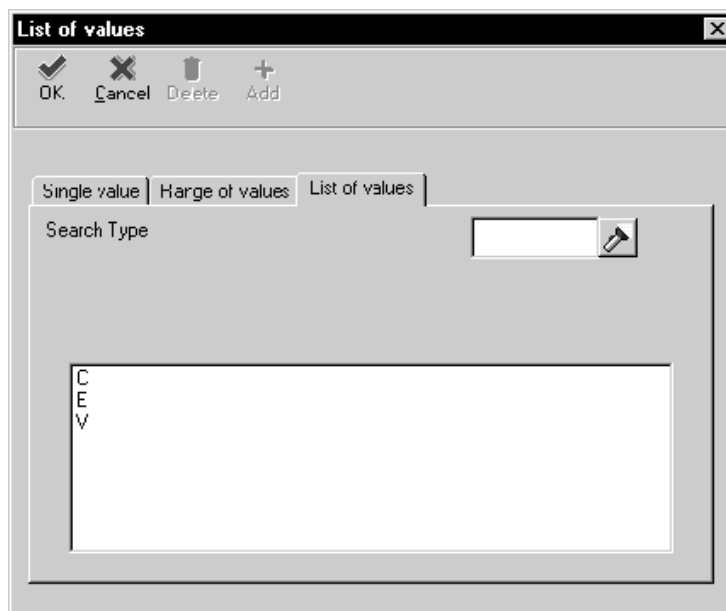 List of values
OK Cancel Delete Add
Single value Range of values List of values
Search Type
C
E
V